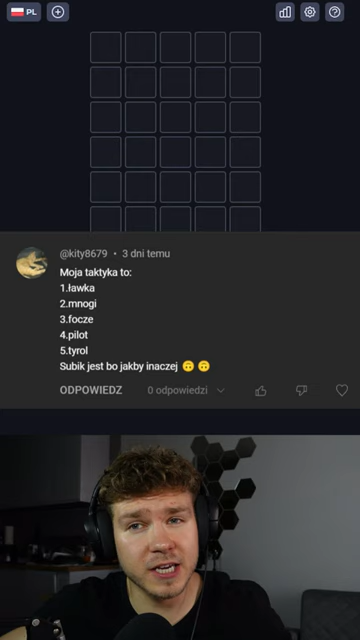 PL
@kity8679 • 3 dni temu
Moja taktyka to:
1.ławka
2.mnogi
3.focze
4.pilot
5.tyrol
Subik jest bo jakby inaczej 🙃 🙃
ODPOWIEDZ 0 odpowiedzi